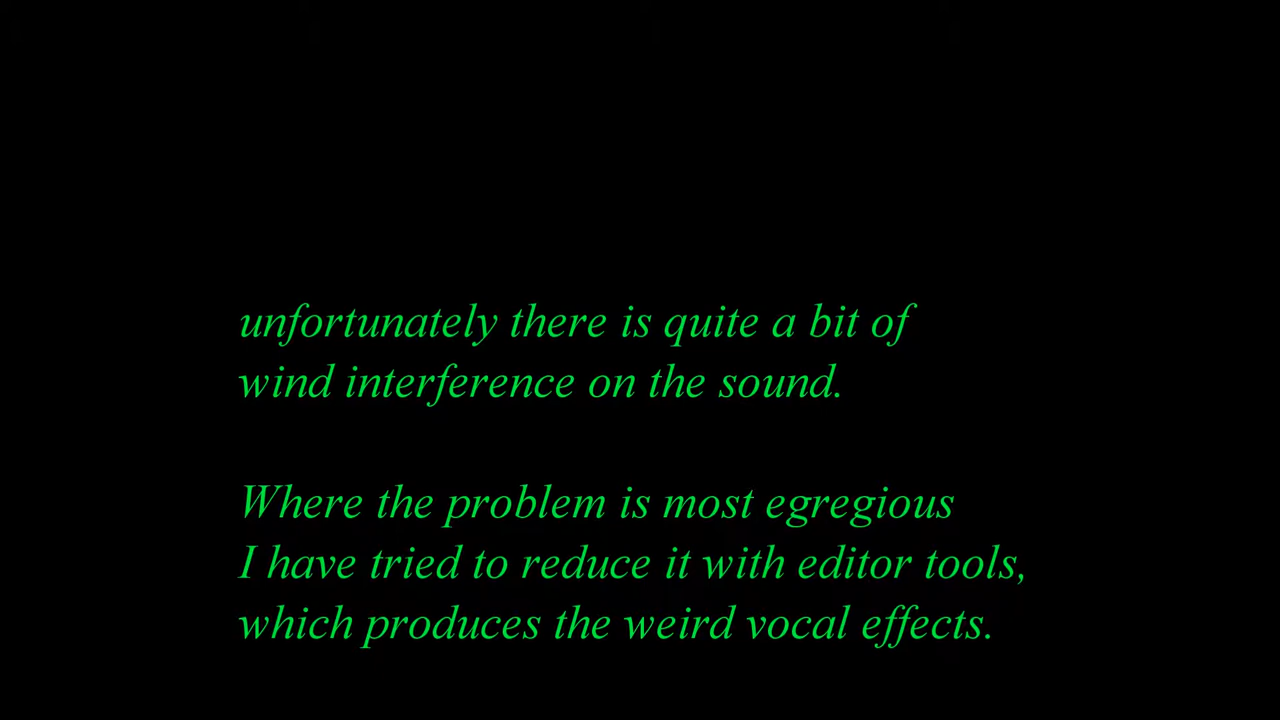 unfortunately there is quite a bit of
wind interference on the sound.
Where the problem is most egregious
I have tried to reduce it with editor tools,
which produces the weird vocal effects.